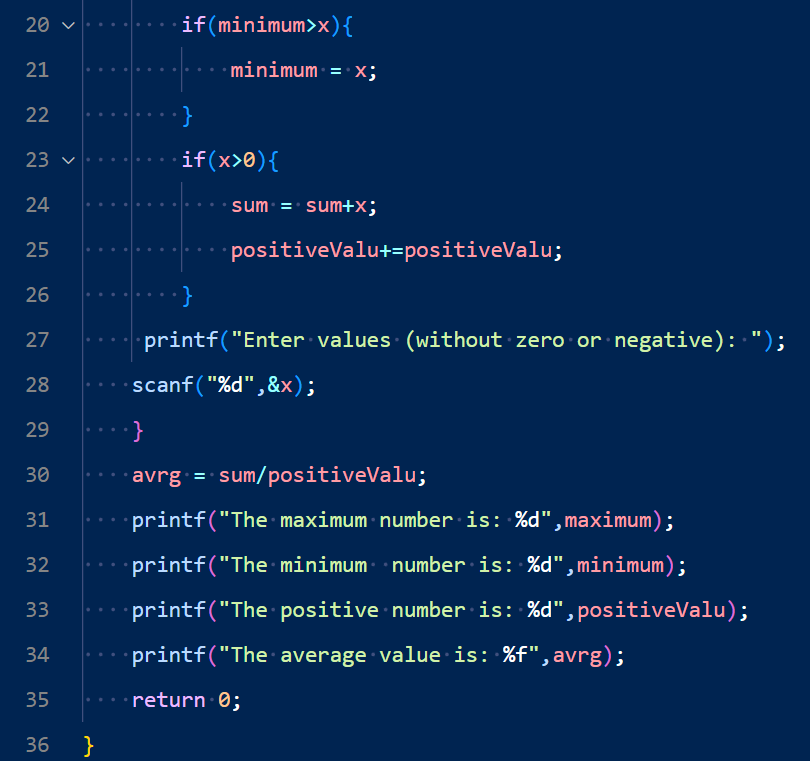 20 if(minimum>x){
21 minimum = x;
22 }
23 if(x>0){
24 sum = sum+x;
25 positiveValu+=positiveValu;
26 }
27 printf("Enter values (without zero or negative): ");
28 scanf("%d",&x);
29 }
30 avrg = sum/positiveValu;
31 printf("The maximum number is: %d",maximum);
32 printf("The minimum  number is: %d",minimum);
33 printf("The positive number is: %d",positiveValu);
34 printf("The average value is: %f",avrg);
35 return 0;
36 }